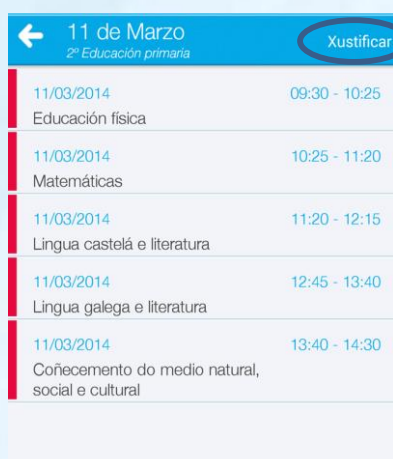 11 de Marzo
Xustificar
2º Educación primaria
11/03/2014 09:30 - 10:25
Educación física
11/03/2014 10:25 - 11:20
Matemáticas
11/03/2014 11:20 - 12:15
Lingua castelá e literatura
11/03/2014 12:45 - 13:40
Lingua galega e literatura
11/03/2014 13:40 - 14:30
Coñecemento do medio natural,
social e cultural